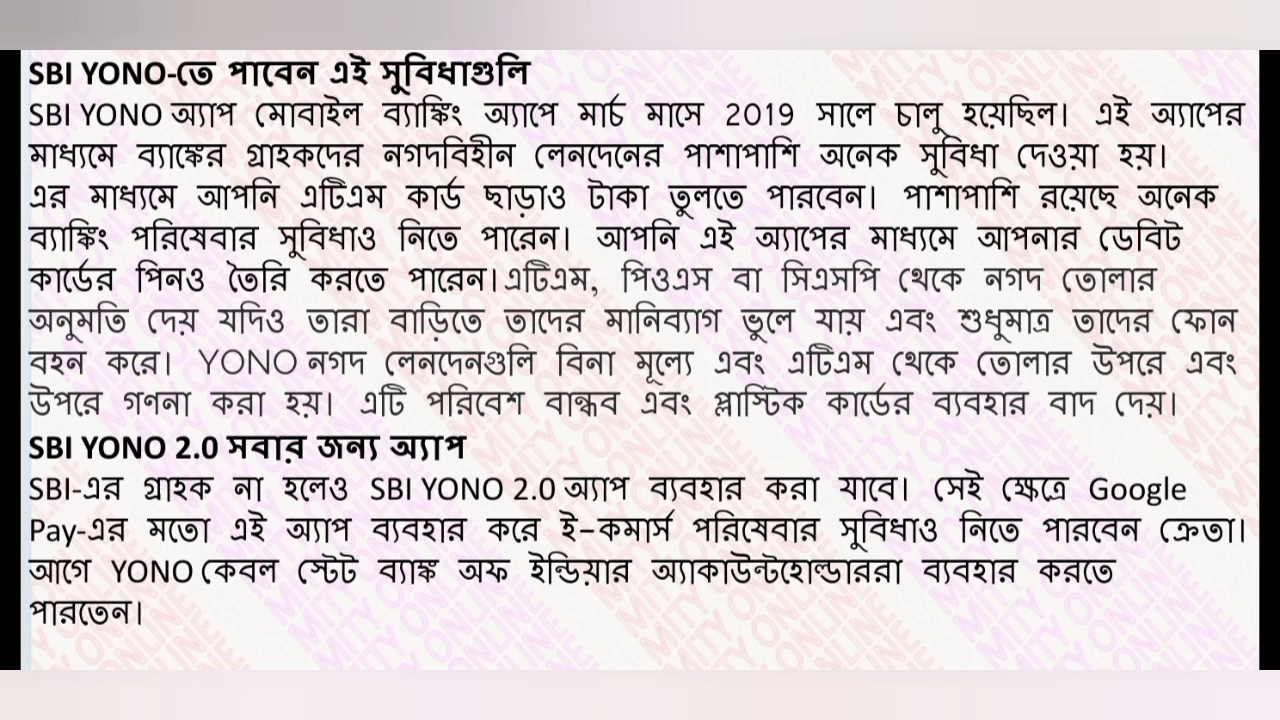 SBI YONO-তে পাবেন এই সুবিধাগুলি
SBI YONO অ্যাপ মোবাইল ব্যাঙ্কিং অ্যাপে মার্চ মাসে 2019 সালে চালু হয়েছিল। এই অ্যাপের
মাধ্যমে ব্যাঙ্কের গ্রাহকদের নগদবিহীন লেনদেনের পাশাপাশি অনেক সুবিধা দেওয়া হয়।
এর মাধ্যমে আপনি এটিএম কার্ড ছাড়াও টাকা তুলতে পারবেন। পাশাপাশি রয়েছে অনেক
ব্যাঙ্কিং পরিষেবার সুবিধাও নিতে পারেন। আপনি এই অ্যাপের মাধ্যমে আপনার ডেবিট
কার্ডের পিনও তৈরি করতে পারেন।এটিএম, পিওএস বা সিএসপি থেকে নগদ তোলার
অনুমতি দেয় যদিও তারা বাড়িতে তাদের মানিব্যাগ ভুলে যায় এবং শুধুমাত্র তাদের ফোন
বহন করে। YONO নগদ লেনদেনগুলি বিনা মূল্যে এবং এটিএম থেকে তোলার উপরে এবং
উপরে গণনা করা হয়। এটি পরিবেশ বান্ধব এবং প্লাস্টিক কার্ডের ব্যবহার বাদ দেয়।
SBI YONO 2.0 সবার জন্য অ্যাপ
SBI-এর গ্রাহক না হলেও SBI YONO 2.0 অ্যাপ ব্যবহার করা যাবে। সেই ক্ষেত্রে Google
Pay-এর মতো এই অ্যাপ ব্যবহার করে ই-কমার্স পরিষেবার সুবিধাও নিতে পারবেন ক্রেতা।
আগে YONO কেবল স্টেট ব্যাঙ্ক অফ ইন্ডিয়ার অ্যাকাউন্টহোল্ডাররা ব্যবহার করতে
পারতেন।